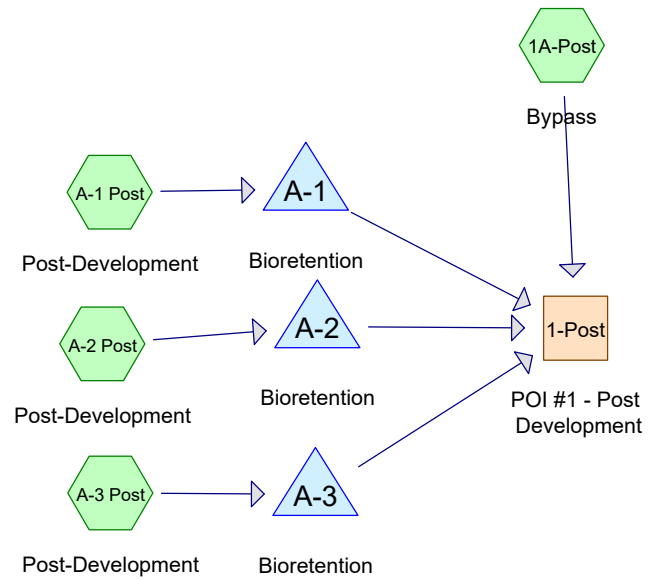 1A-Post
Bypass
A-1 Post
A-1
Post-Development
Bioretention
A-2 Post
A-2
1-Post
Post-Development
Bioretention
POI #1 - Post
Development
A-3 Post
A-3
Post-Development
Bioretention